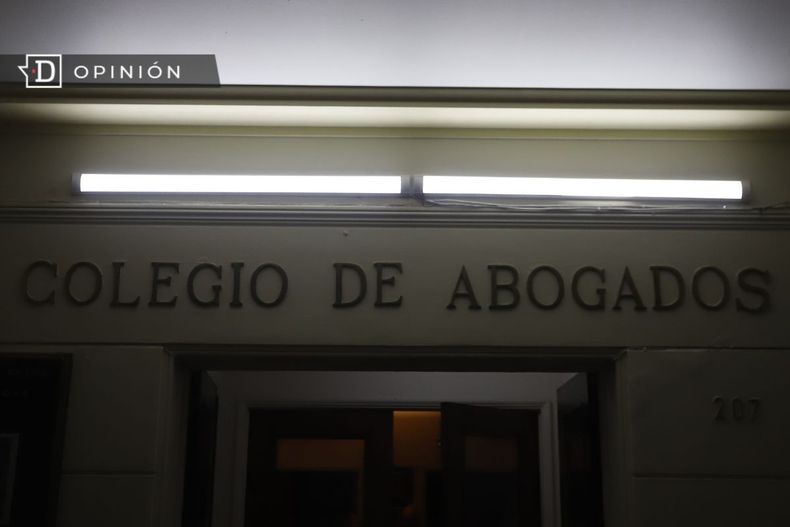 D OPINIÓN
COLEGIO DE ABOGADOS
207